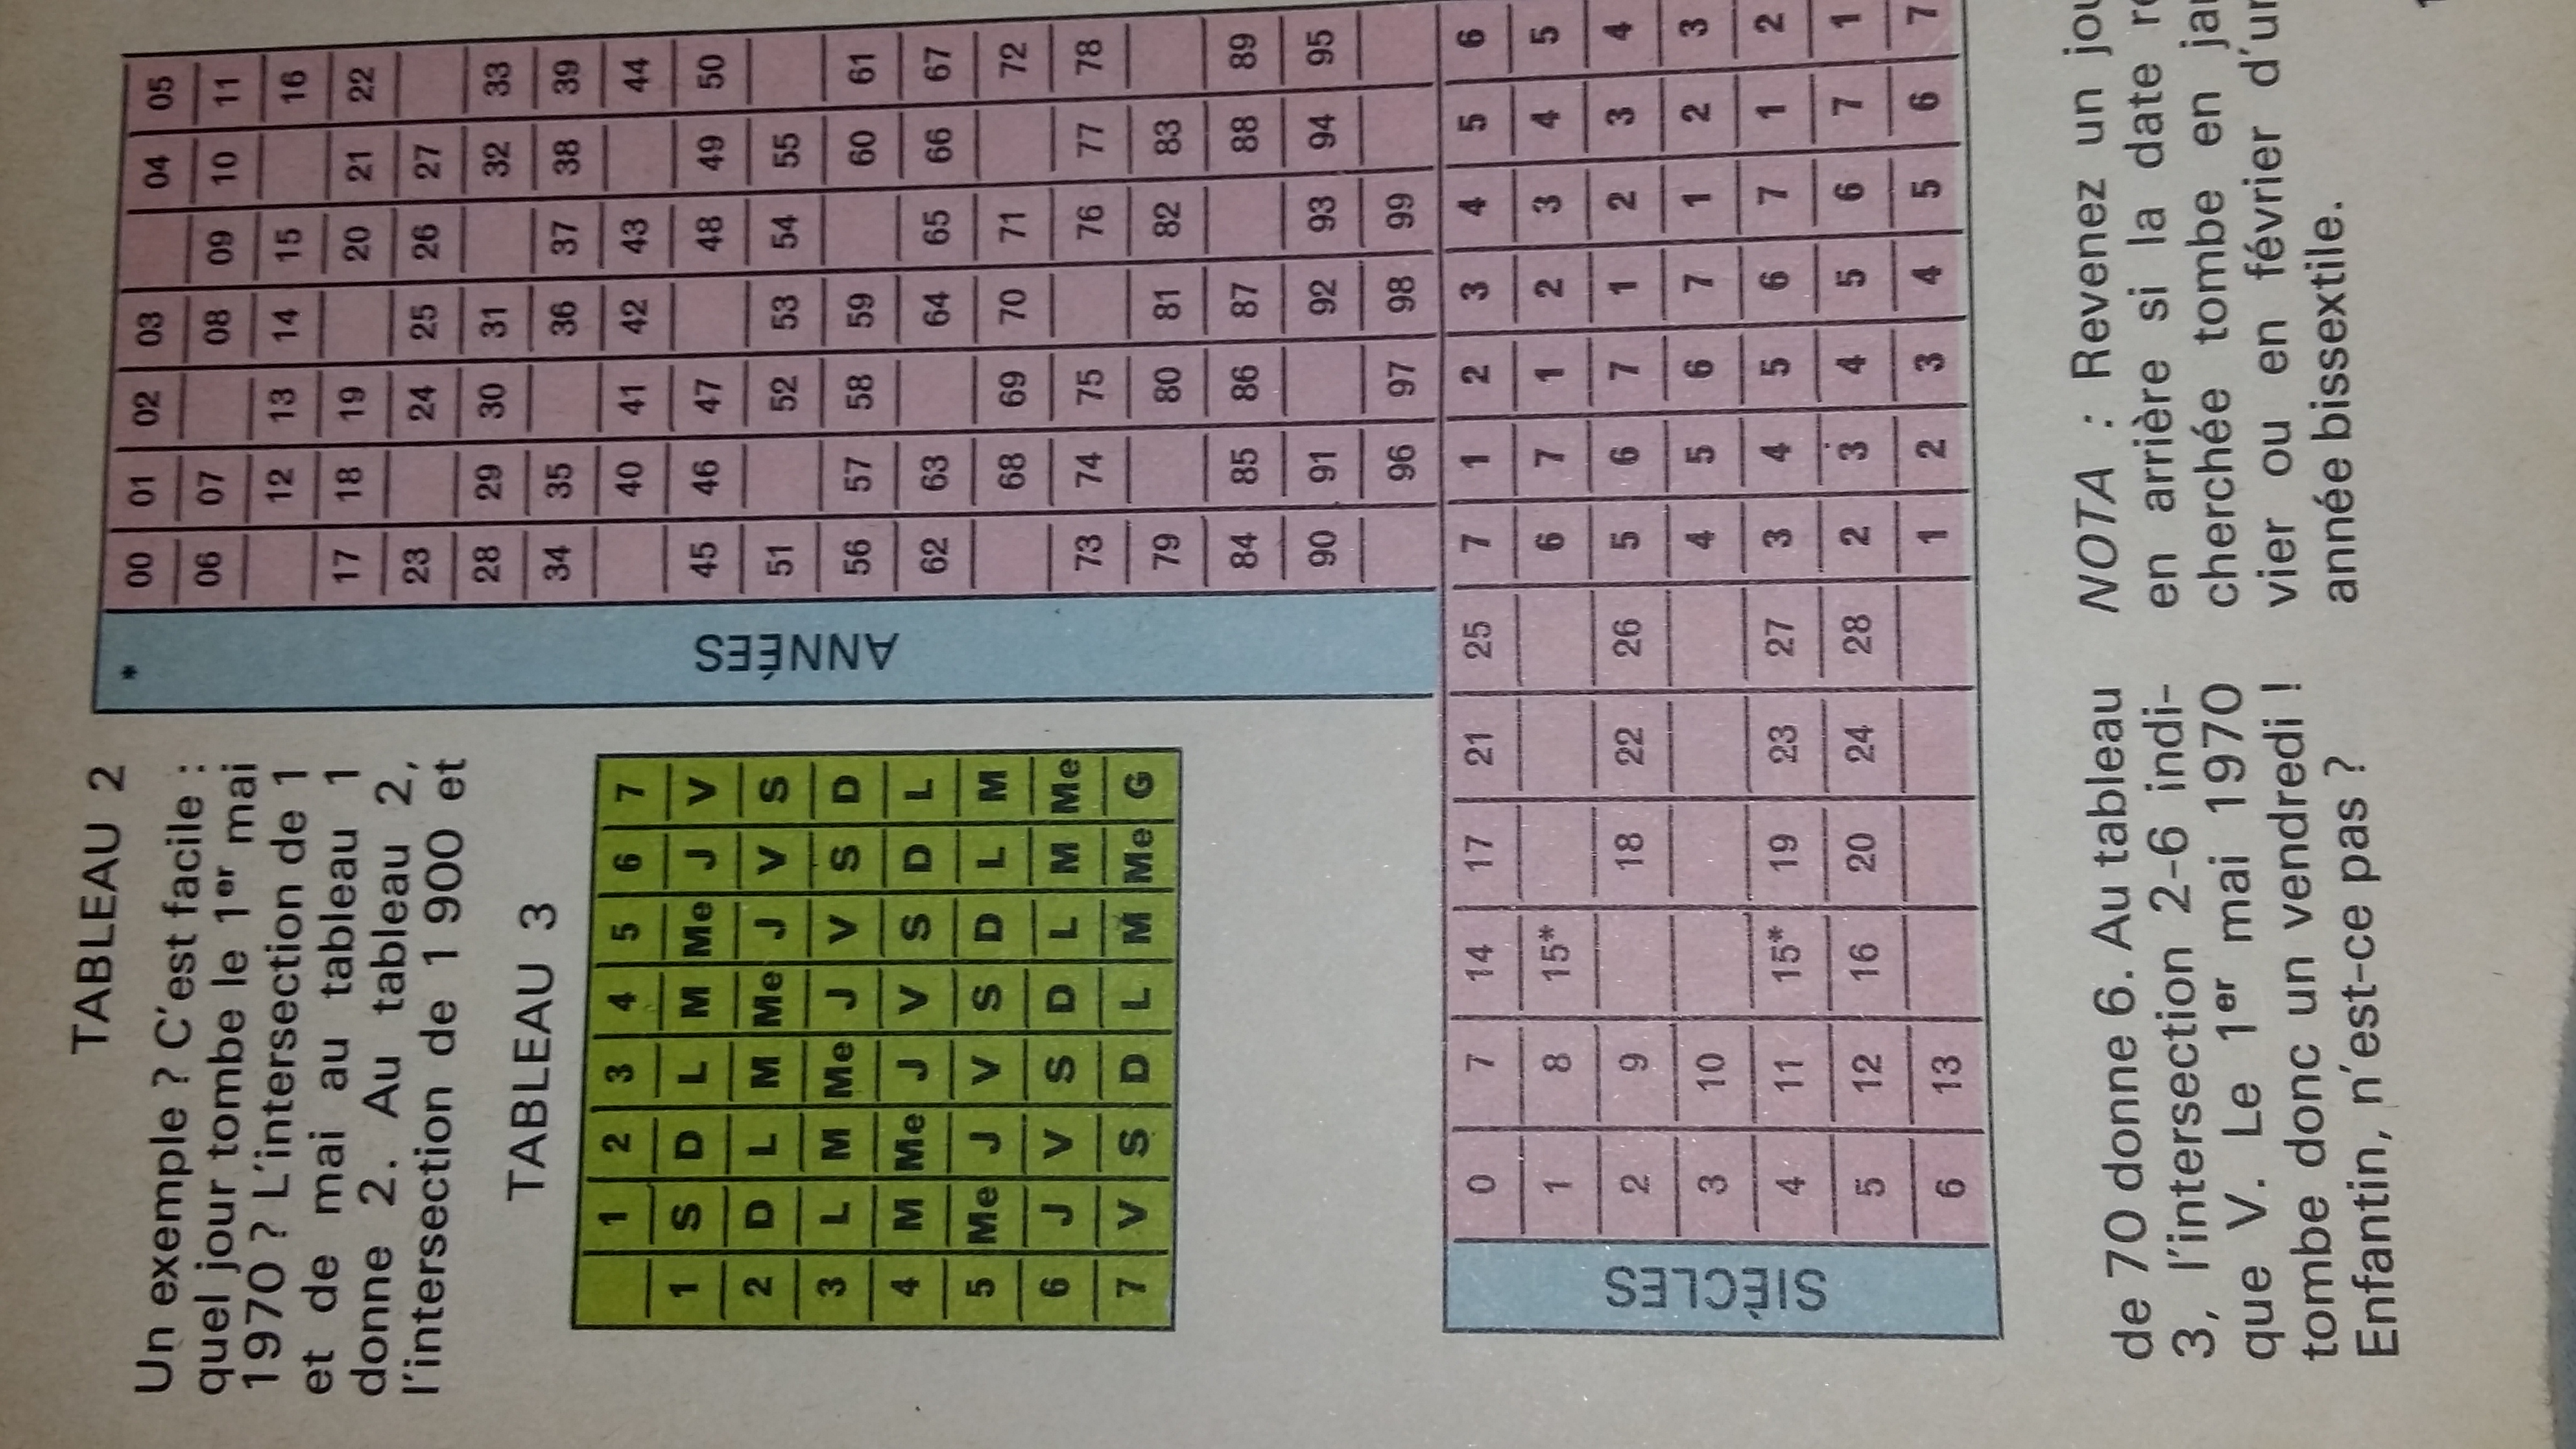 TABLEAU 2
Un exemple ? C'est facile :
quel jour tombe le 1er mai
1970 ? L'intersection de 1
et de mai au tableau 1
donne 2. Au tableau 2,
l'intersection de 1 900 et
TABLEAU 3
1 2 3 4 5 6 7
1 S D L M Me J V
2 D L M Me J V S
3 L M Me J V S D
4 M Me J V S D L
5 Me J V S D L M
6 J V S D L M Me
7 V S D L M Me G
*
ANNÉES
00 01 02 03 04 05
06 07 08 09 10 11
12 13 14 15 16
17 18 19 20 21 22
23 24 25 26 27
28 29 30 31 32 33
34 35 36 37 38 39
40 41 42 43 44
45 46 47 48 49 50
51 52 53 54 55
56 57 58 59 60 61
62 63 64 65 66 67
68 69 70 71 72
73 74 75 76 77 78
79 80 81 82 83
84 85 86 87 88 89
90 91 92 93 94 95
96 97 98 99
SIÈCLES
0 7 14 17 21 25 7 1 2 3 4 5 6
1 8 15* 6 7 1 2 3 4 5
2 9 18 22 26 5 6 7 1 2 3 4
3 10 4 5 6 7 1 2 3
4 11 15* 19 23 27 3 4 5 6 7 1 2
5 12 16 20 24 28 2 3 4 5 6 7 1
6 13 1 2 3 4 5 6 7
de 70 donne 6. Au tableau
3, l'intersection 2-6 indi-
que V. Le 1er mai 1970
tombe donc un vendredi !
Enfantin, n'est-ce pas ?
NOTA : Revenez un jou
en arrière si la date re
cherchée tombe en jan
vier ou en février d'un
année bissextile.